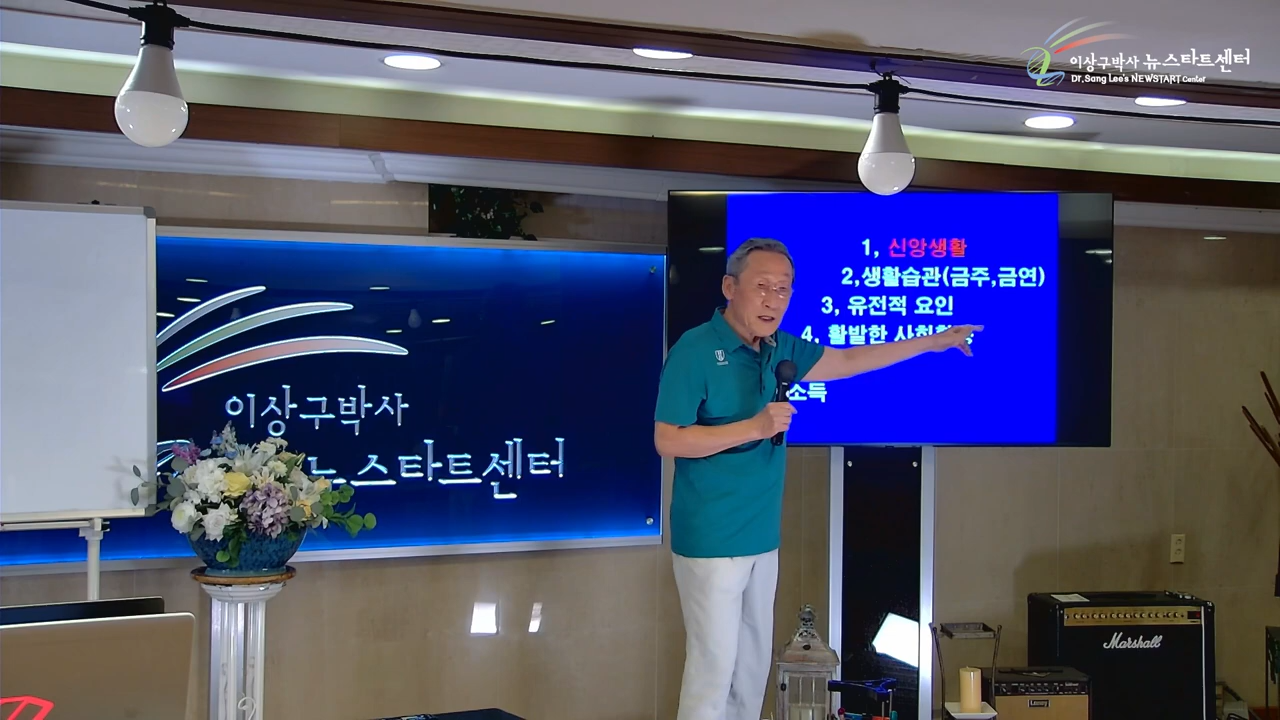 이상구박사 뉴스타트센터
Dr.Sang Lee's NEWSTART Center
1, 신앙생활
2,생활습관(금주,금연)
3, 유전적 요인
4, 활발한
소득
이상구박사
뉴스타트센터
Marshall
Laney